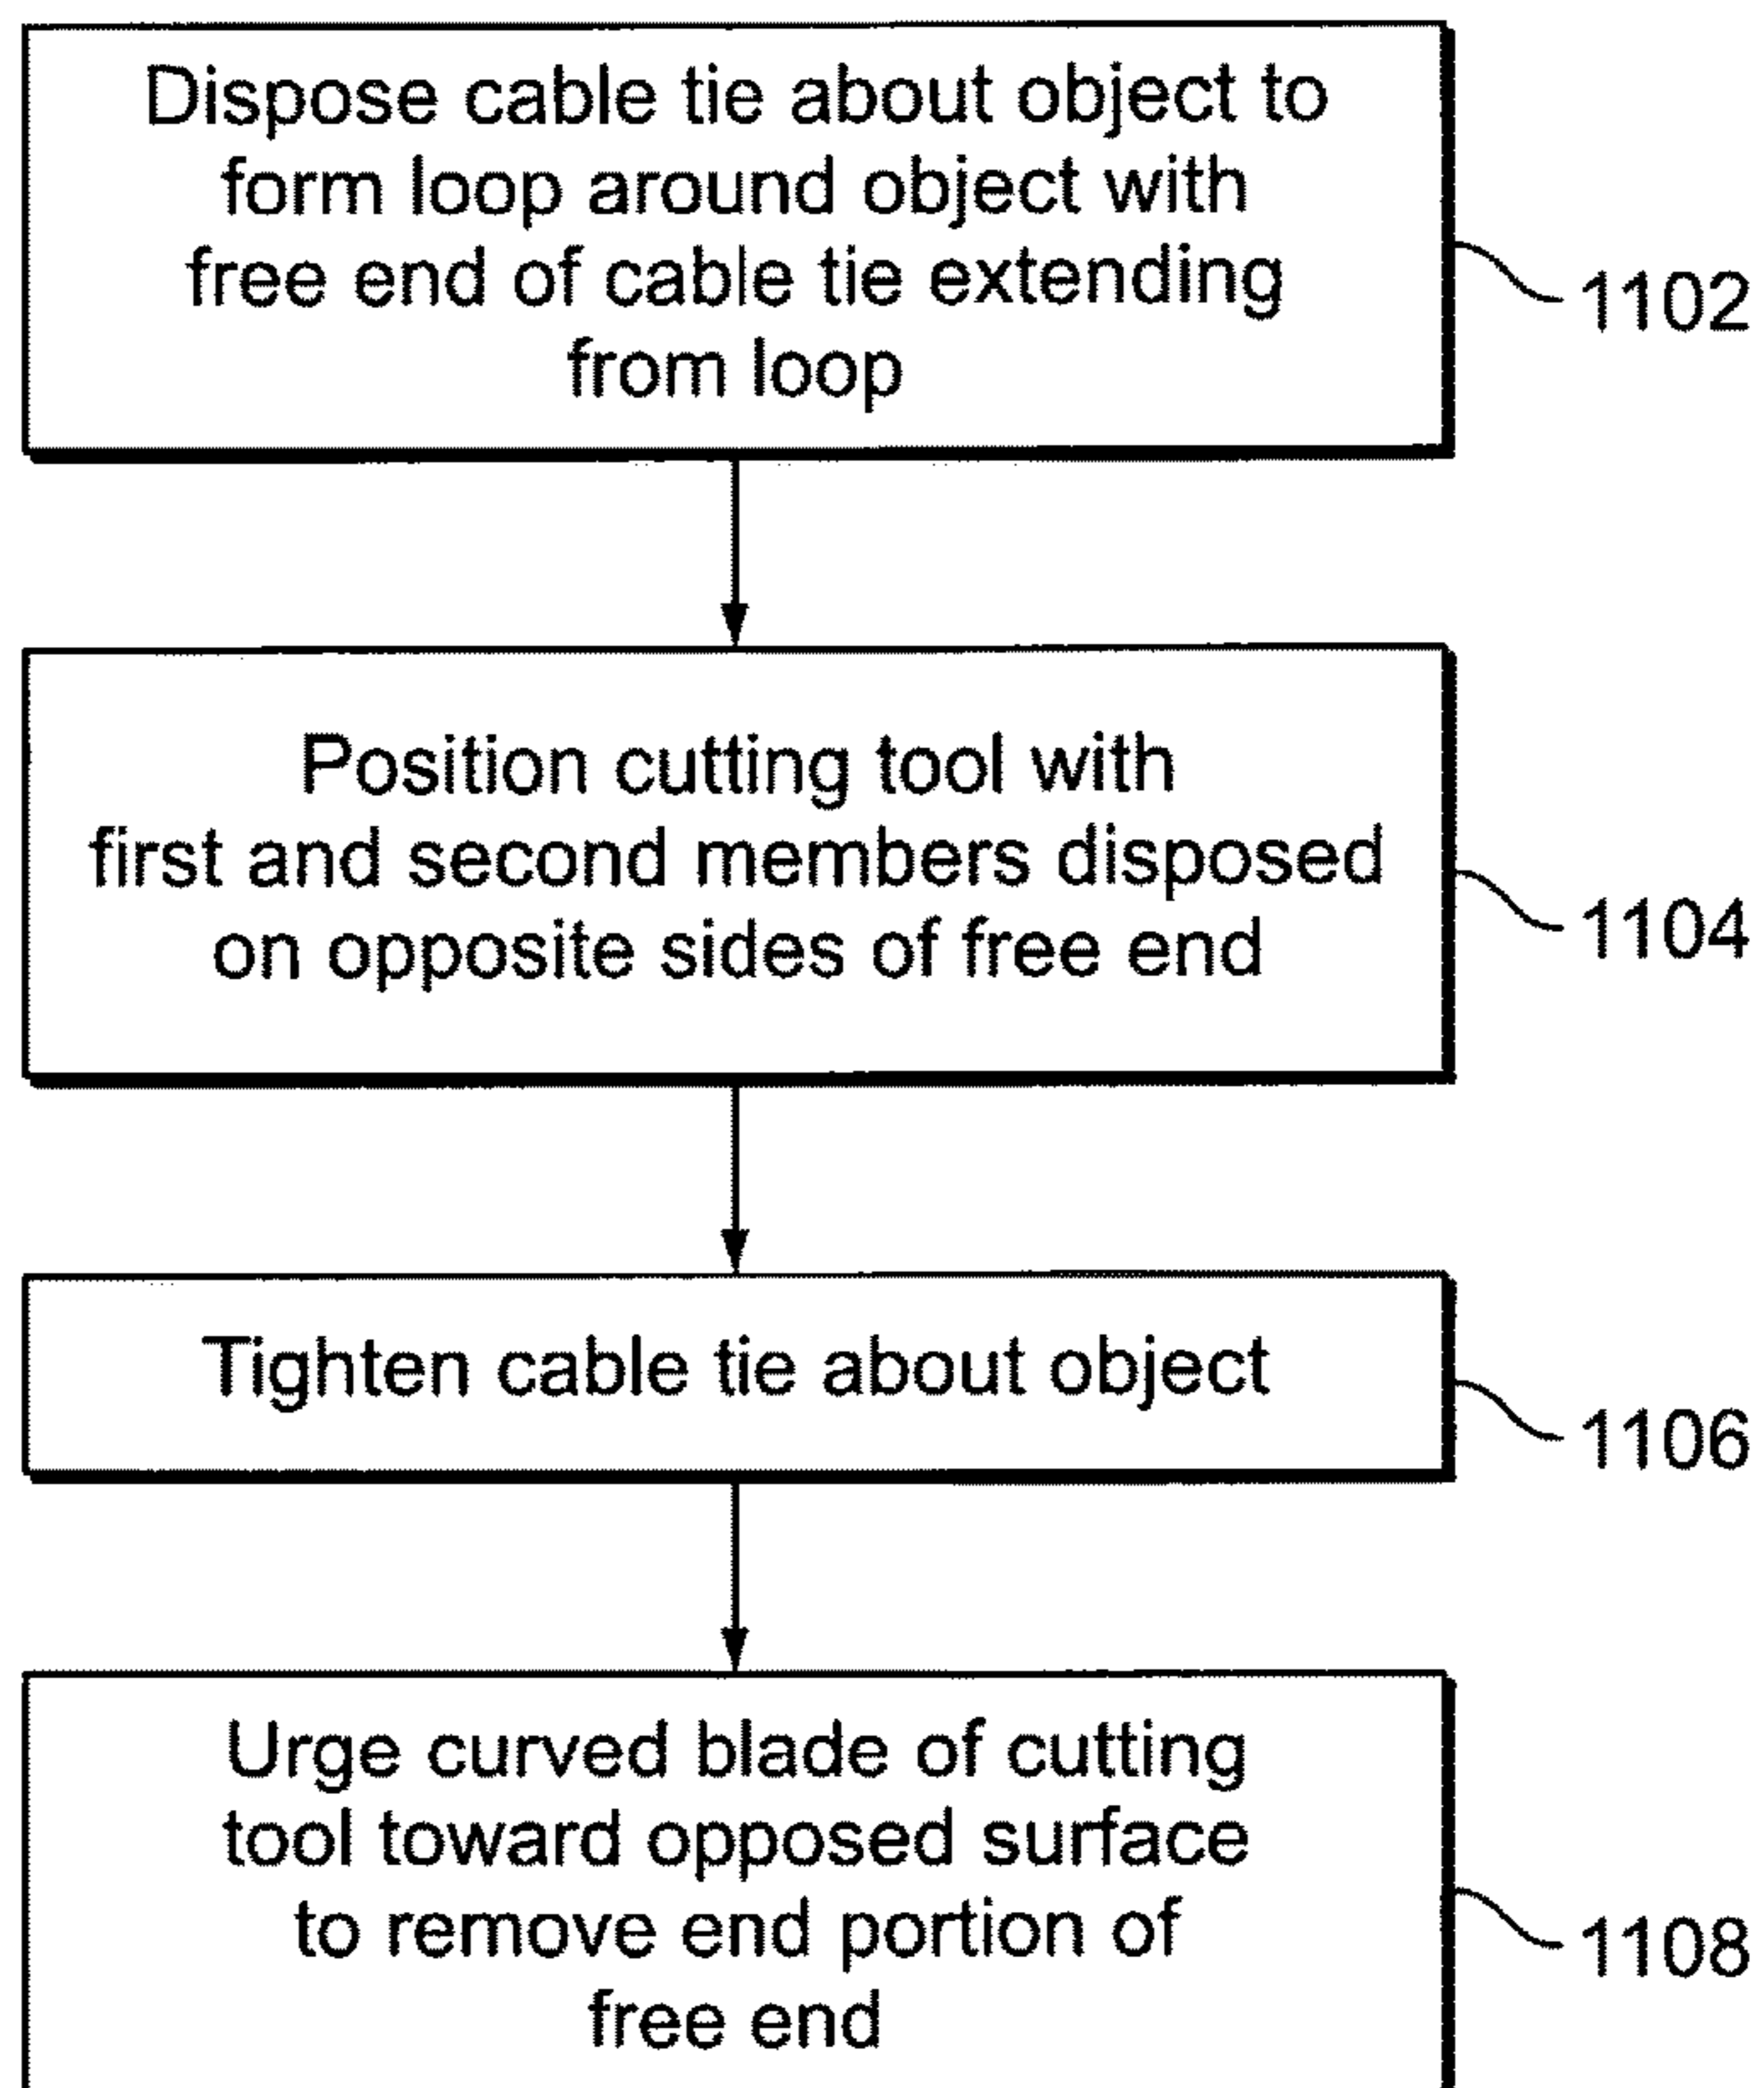 Dispose cable tie about object to
form loop around object with
free end of cable tie extending
from loop
1102
Position cutting tool with
first and second members disposed
on opposite sides of free end
1104
Tighten cable tie about object
1106
Urge curved blade of cutting
tool toward opposed surface
to remove end portion of
free end
1108